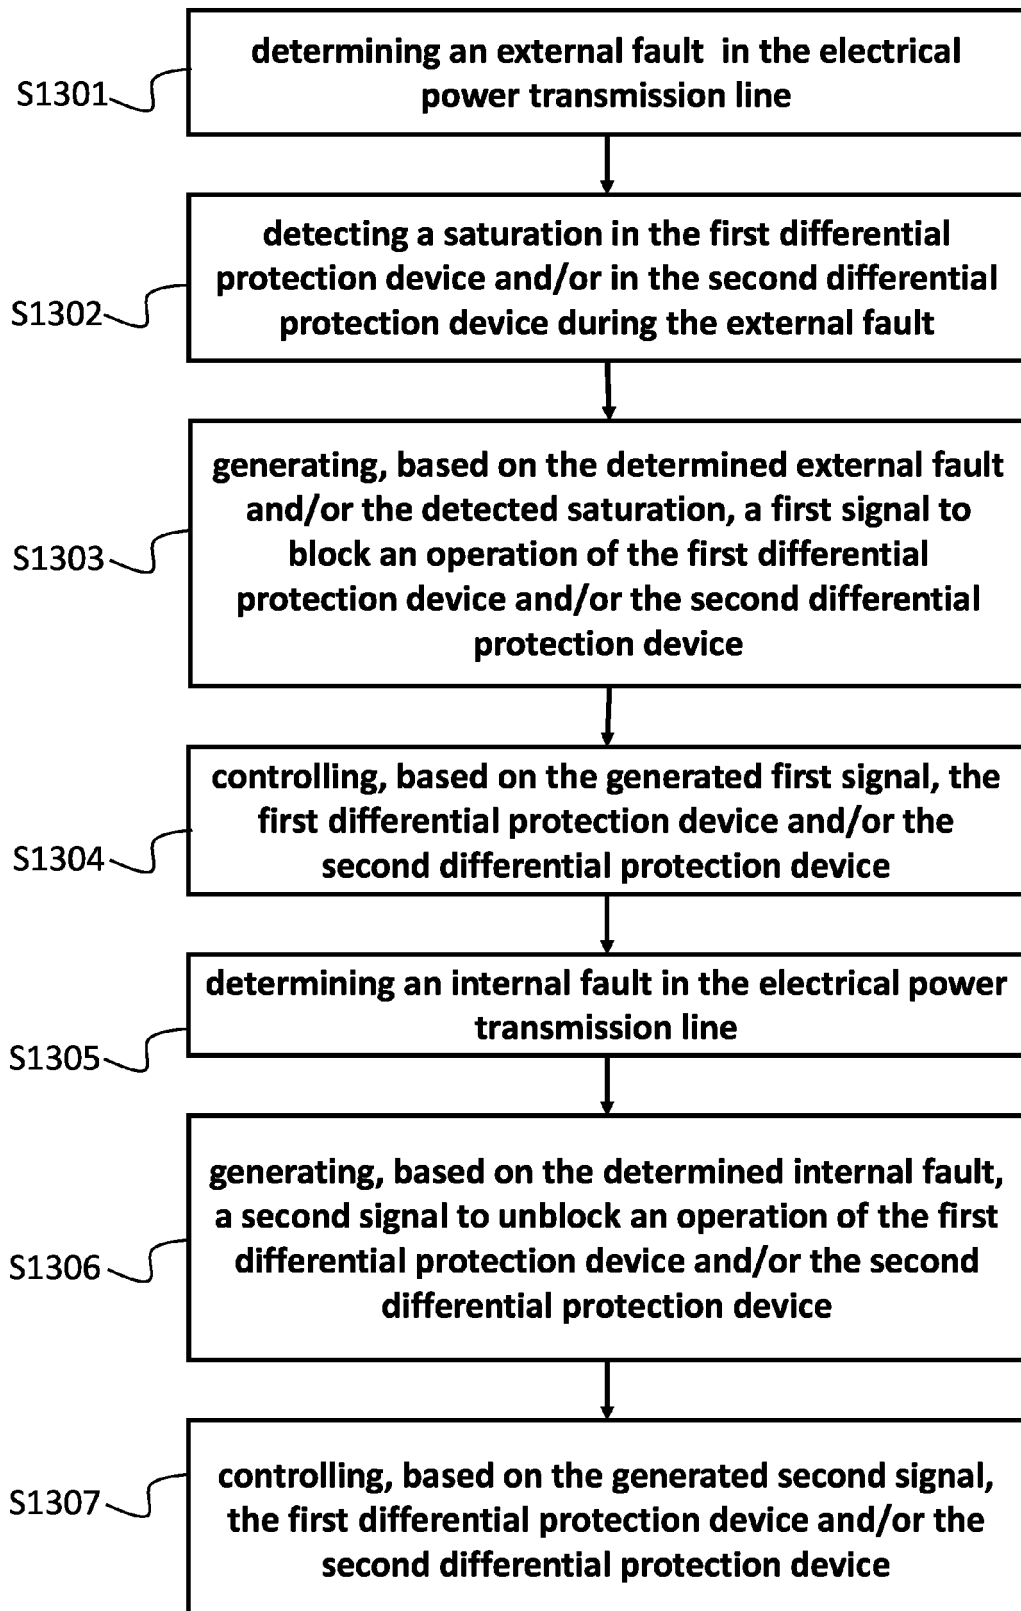 determining an external fault in the electrical
power transmission line
S1301
detecting a saturation in the first differential
protection device and/or in the second differential
protection device during the external fault
S1302
generating, based on the determined external fault
and/or the detected saturation, a first signal to
block an operation of the first differential
protection device and/or the second differential
protection device
S1303
controlling, based on the generated first signal, the
first differential protection device and/or the
second differential protection device
S1304
determining an internal fault in the electrical power
transmission line
S1305
generating, based on the determined internal fault,
a second signal to unblock an operation of the first
differential protection device and/or the second
differential protection device
S1306
controlling, based on the generated second signal,
the first differential protection device and/or the
second differential protection device
S1307